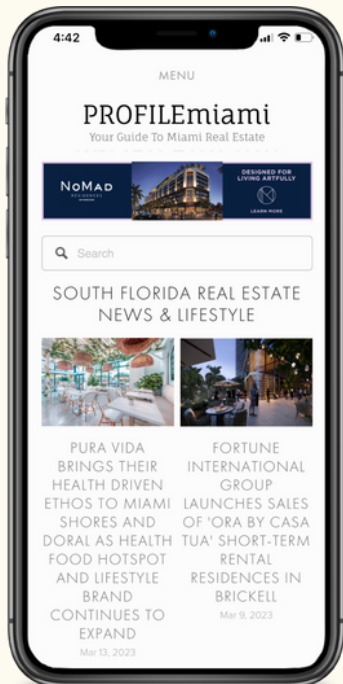 4:42
MENU
PROFILEmiami
Your Guide To Miami Real Estate
NOMAD
RESIDENCES
DESIGNED FOR
LIVING ARTFULLY
LEARN MORE
Search
SOUTH FLORIDA REAL ESTATE
NEWS & LIFESTYLE
PURA VIDA
BRINGS THEIR
HEALTH DRIVEN
ETHOS TO MIAMI
SHORES AND
DORAL AS HEALTH
FOOD HOTSPOT
AND LIFESTYLE
BRAND
CONTINUES TO
EXPAND
Mar 13, 2023
FORTUNE
INTERNATIONAL
GROUP
LAUNCHES SALES
OF 'ORA BY CASA
TUA' SHORT-TERM
RENTAL
RESIDENCES IN
BRICKELL
Mar 9, 2023